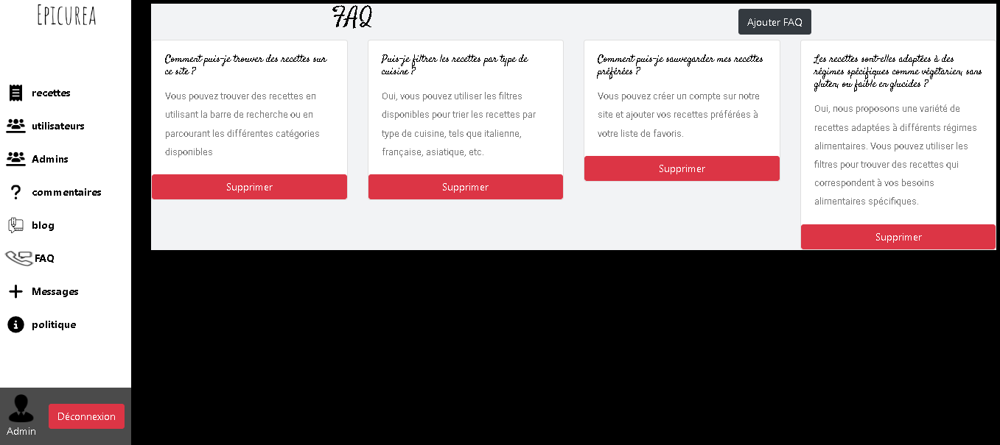 EPICUREA
recettes
utilisateurs
Admins
commentaires
blog
FAQ
Messages
politique
Admin
Déconnexion
FAQ
Ajouter FAQ
Comment puis-je trouver des recettes sur
ce site ?
Vous pouvez trouver des recettes en
utilisant la barre de recherche ou en
parcourant les différentes catégories
disponibles
Supprimer
Puis-je filtrer les recettes par type de
cuisine ?
Oui, vous pouvez utiliser les filtres
disponibles pour trier les recettes par
type de cuisine, tels que italienne,
française, asiatique, etc.
Supprimer
Comment puis-je sauvegarder mes recettes
préférées ?
Vous pouvez créer un compte sur notre
site et ajouter vos recettes préférées à
votre liste de favoris.
Supprimer
Les recettes sont-elles adaptées à des
régimes spécifiques comme végétarien, sans
gluten, ou faible en glucides ?
Oui, nous proposons une variété de
recettes adaptées à différents régimes
alimentaires. Vous pouvez utiliser les
filtres pour trouver des recettes qui
correspondent à vos besoins
alimentaires spécifiques.
Supprimer